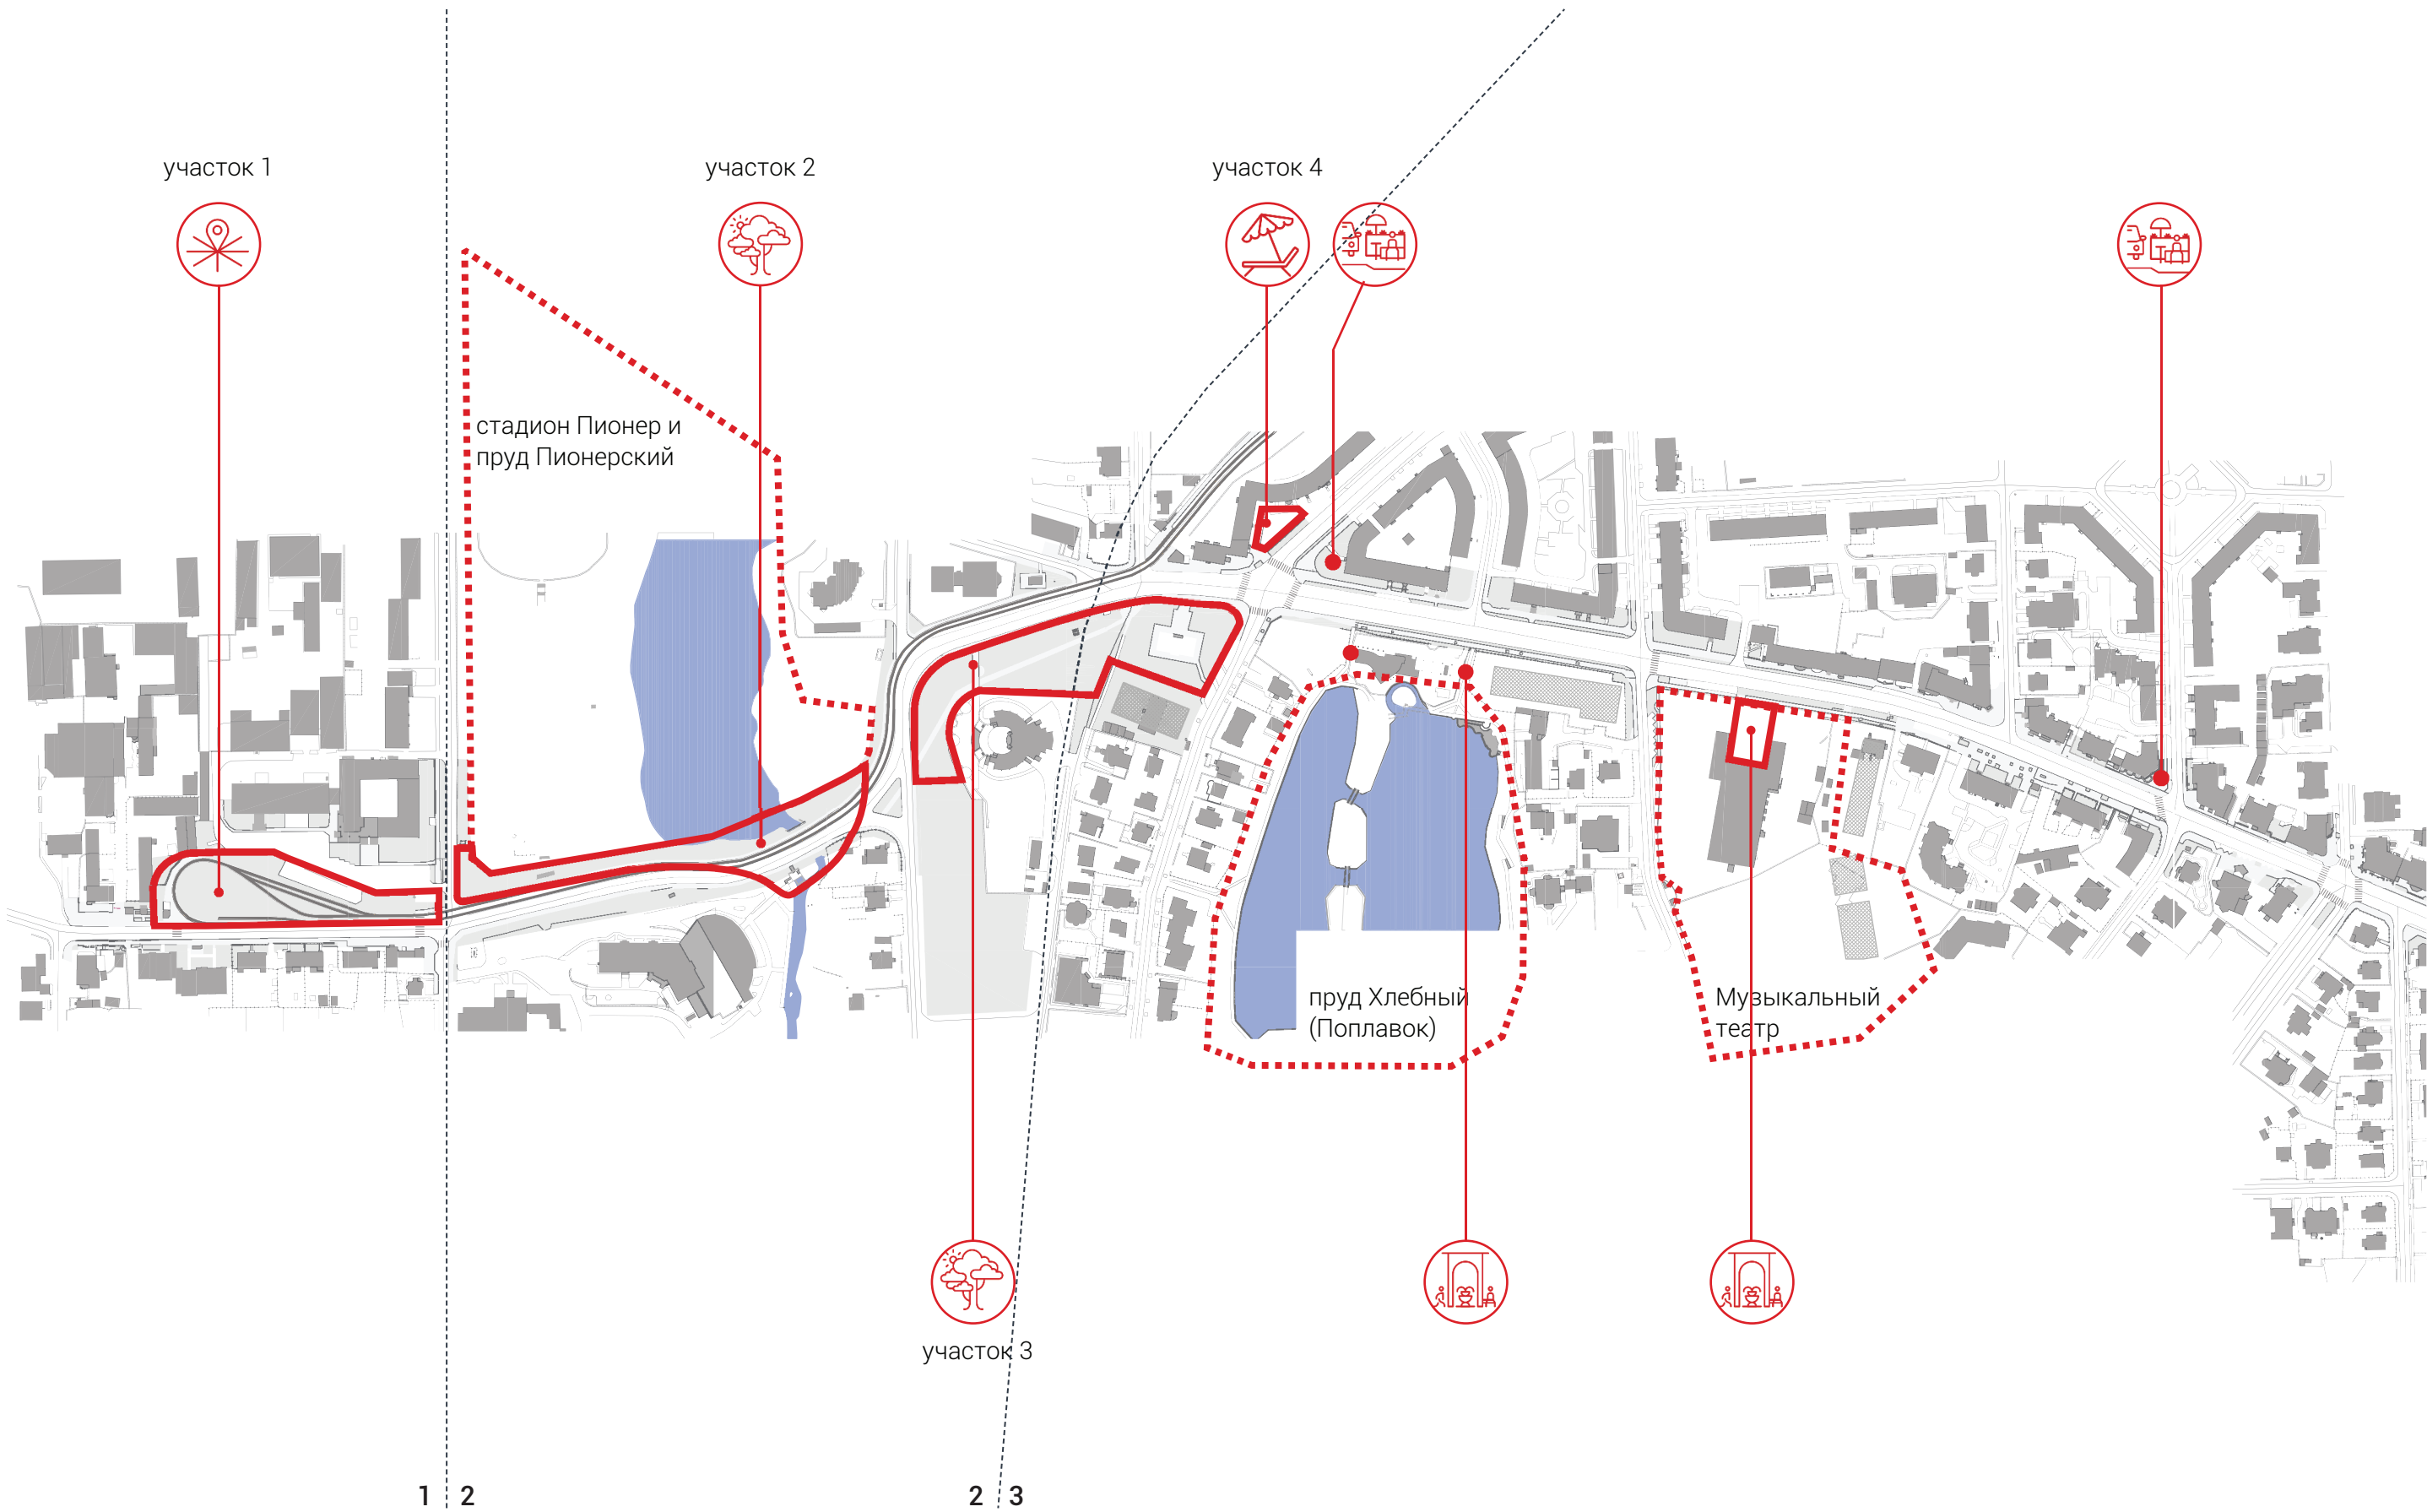 участок 1
участок 2
участок 4
стадион Пионер и
пруд Пионерский
пруд Хлебный
(Поплавок)
Музыкальный
театр
участок 3
1
2
2
3